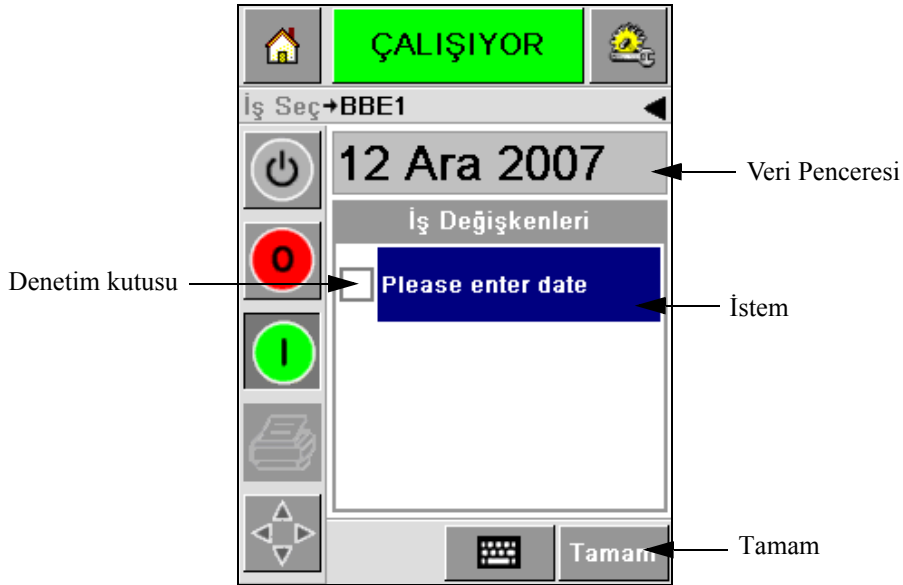 ÇALIŞIYOR
İş Seç→BBE1
12 Ara 2007
Veri Penceresi
İş Değişkenleri
O
Denetim kutusu
Please enter date
İstem
I
Tamam
Tamam